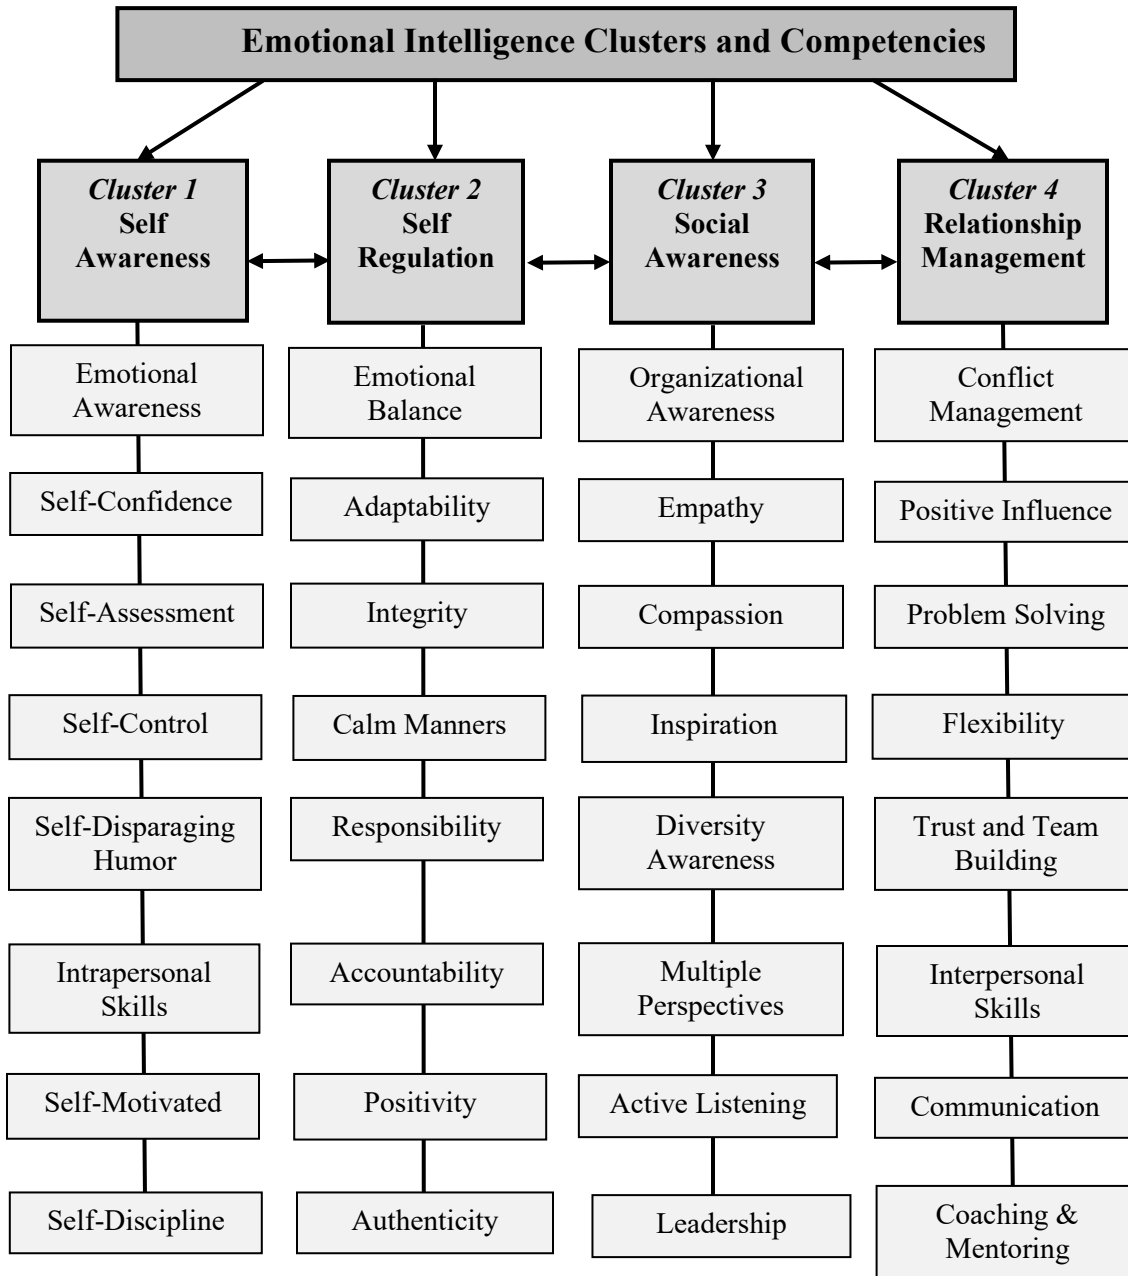 Emotional Intelligence Clusters and Competencies
Cluster 1
Self
Awareness
Cluster 2
Self
Regulation
Cluster 3
Social
Awareness
Cluster 4
Relationship
Management
Emotional
Awareness
Self-Confidence
Self-Assessment
Self-Control
Self-Disparaging
Humor
Intrapersonal
Skills
Self-Motivated
Self-Discipline
Emotional
Balance
Adaptability
Integrity
Calm Manners
Responsibility
Accountability
Positivity
Authenticity
Organizational
Awareness
Empathy
Compassion
Inspiration
Diversity
Awareness
Multiple
Perspectives
Active Listening
Leadership
Conflict
Management
Positive Influence
Problem Solving
Flexibility
Trust and Team
Building
Interpersonal
Skills
Communication
Coaching &
Mentoring